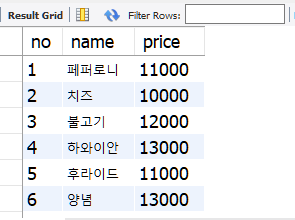 Result Grid Filter Rows:
no name price
1 페퍼로니 11000
2 치즈 10000
3 불고기 12000
4 하와이안 13000
5 후라이드 11000
6 양념 13000